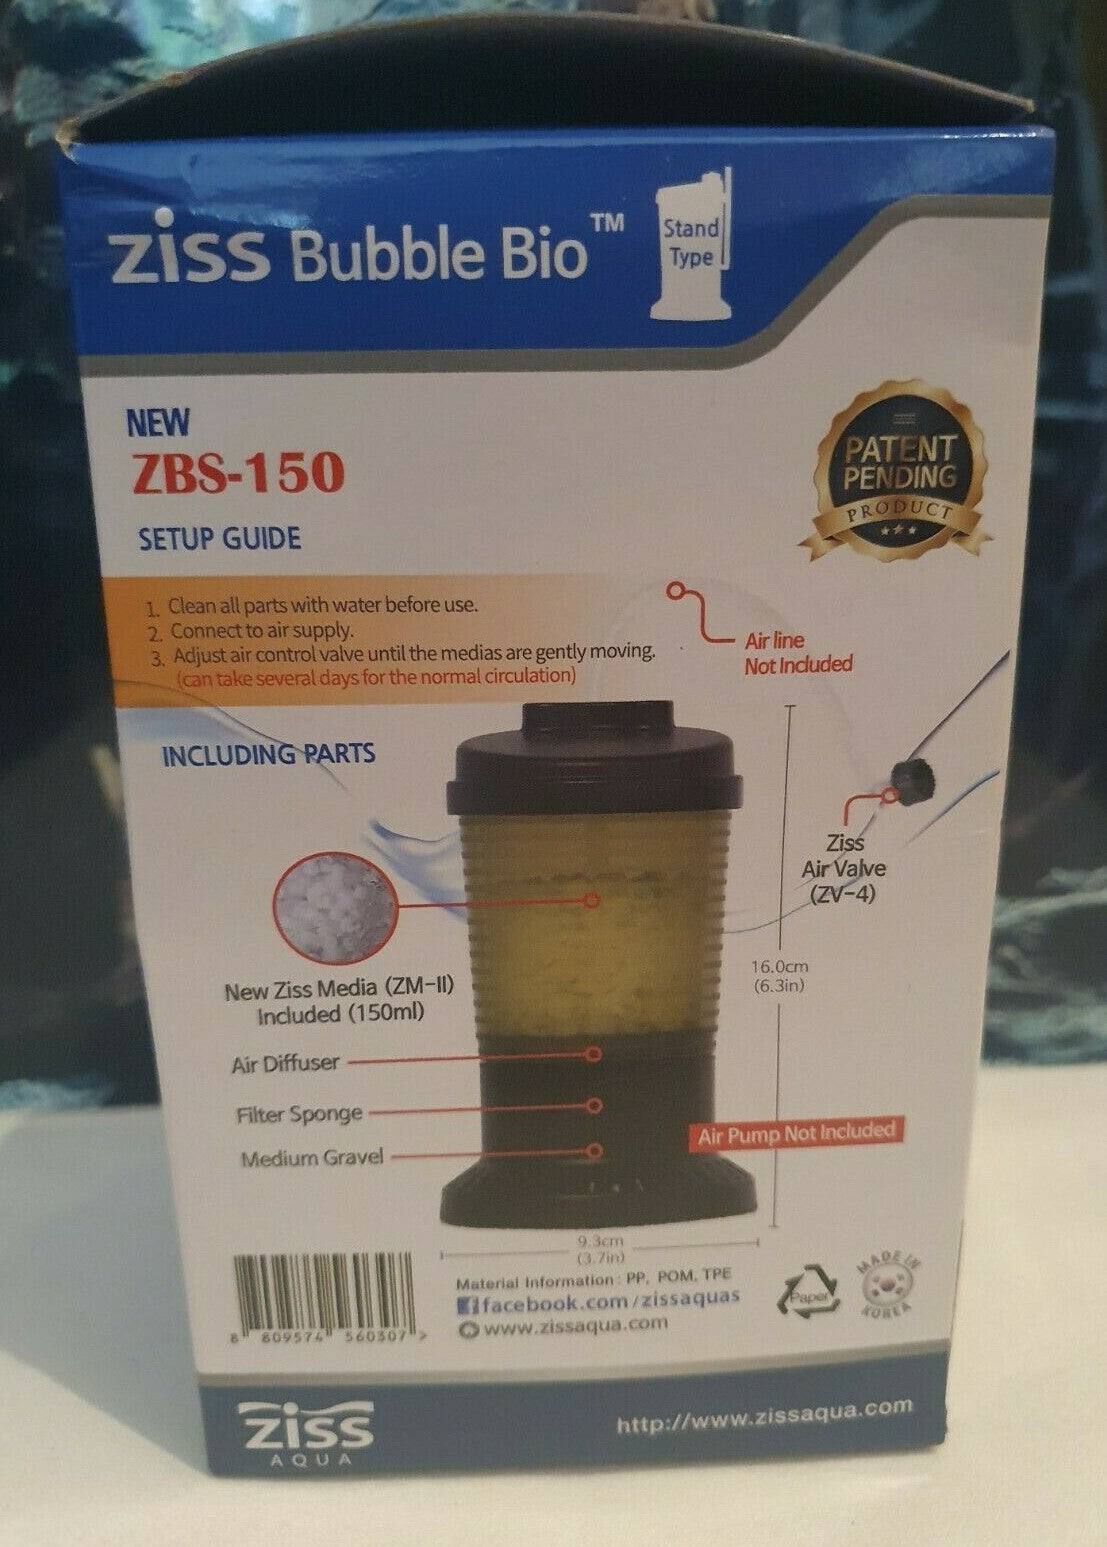 ziss Bubble Bio™
Stand
Type
NEW
ZBS-150
SETUP GUIDE
PATENT
PENDING
PRODUCT
1. Clean all parts with water before use.
2. Connect to air supply.
3. Adjust air control valve until the medias are gently moving.
(can take several days for the normal circulation)
Air line
Not Included
INCLUDING PARTS
Ziss
Air Valve
(ZV-4)
16.0cm
(6.3in)
New Ziss Media (ZM-II)
Included (150ml)
Air Diffuser
Filter Sponge
Medium Gravel
Air Pump Not Included
9.3cm
(3.7in)
Material Information : PP, POM, TPE
facebook.com/zissaquas
www.zissaqua.com
Paper
MADE IN
KOREA
8 809574 560307 >
ziss
AQUA
http://www.zissaqua.com